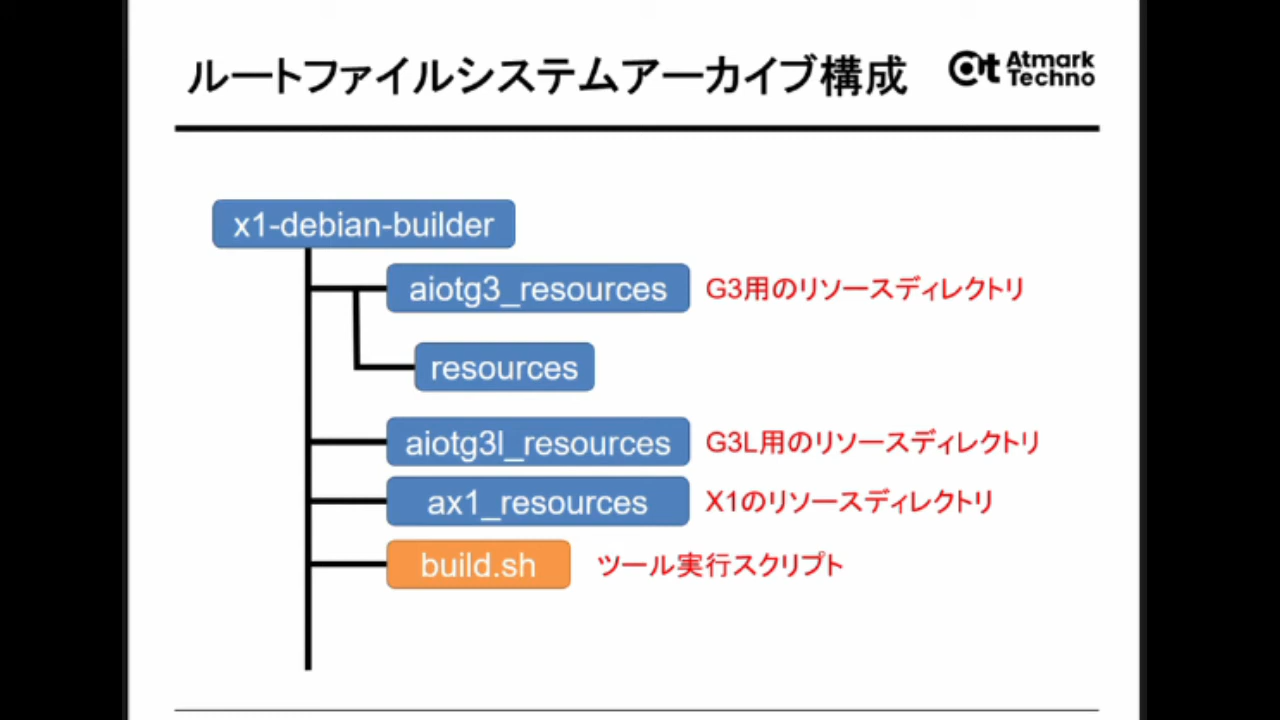 ルートファイルシステムアーカイブ構成
Atmark
Techno
x1-debian-builder
aiotg3_resources
G3用のリソースディレクトリ
resources
aiotg3l_resources
G3L用のリソースディレクトリ
ax1_resources
X1のリソースディレクトリ
build.sh
ツール実行スクリプト